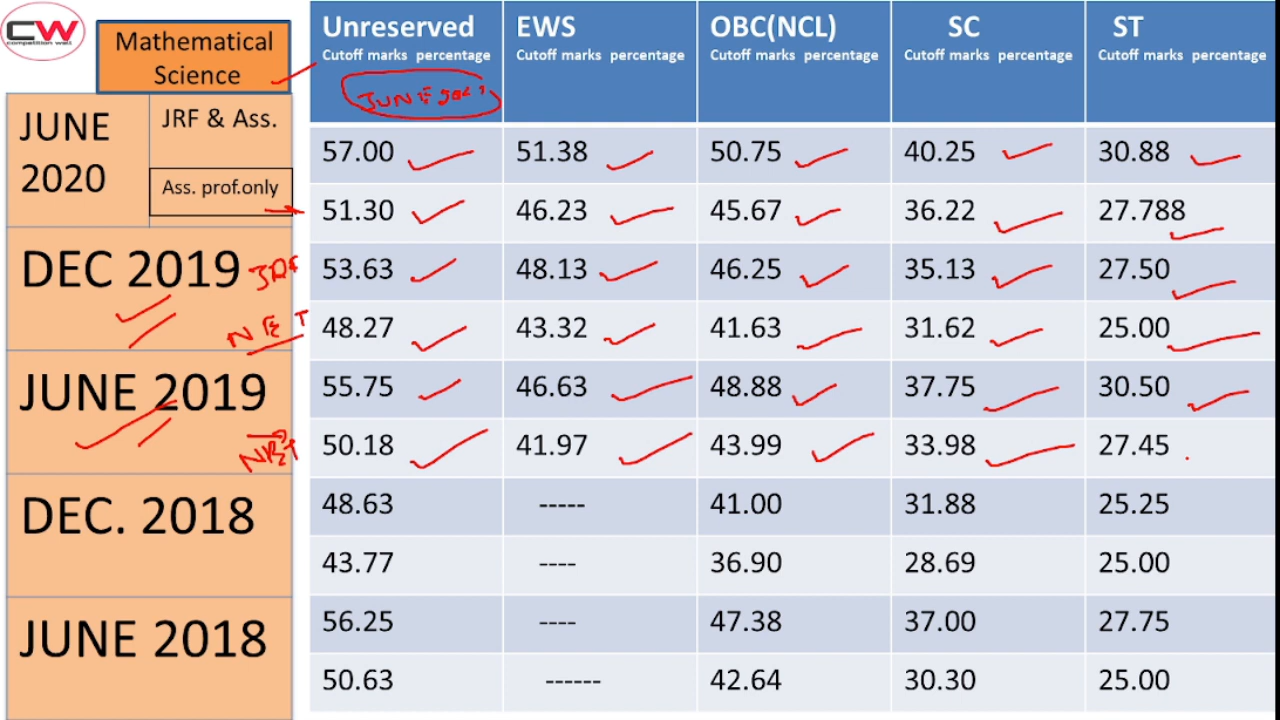 CW
competition well
Mathematical
Science
Unreserved EWS OBC(NCL) SC ST
Cutoff marks percentage Cutoff marks percentage Cutoff marks percentage Cutoff marks percentage Cutoff marks percentage
JUNE
2020
JRF & Ass.
Ass. prof.only
57.00 51.38 50.75 40.25 30.88
51.30 46.23 45.67 36.22 27.788
DEC 2019 JRF
53.63 48.13 46.25 35.13 27.50
NET
48.27 43.32 41.63 31.62 25.00
JUNE 2019
55.75 46.63 48.88 37.75 30.50
NET
50.18 41.97 43.99 33.98 27.45
DEC. 2018
48.63 ----- 41.00 31.88 25.25
43.77 ---- 36.90 28.69 25.00
JUNE 2018
56.25 ---- 47.38 37.00 27.75
50.63 ------ 42.64 30.30 25.00
JUNE